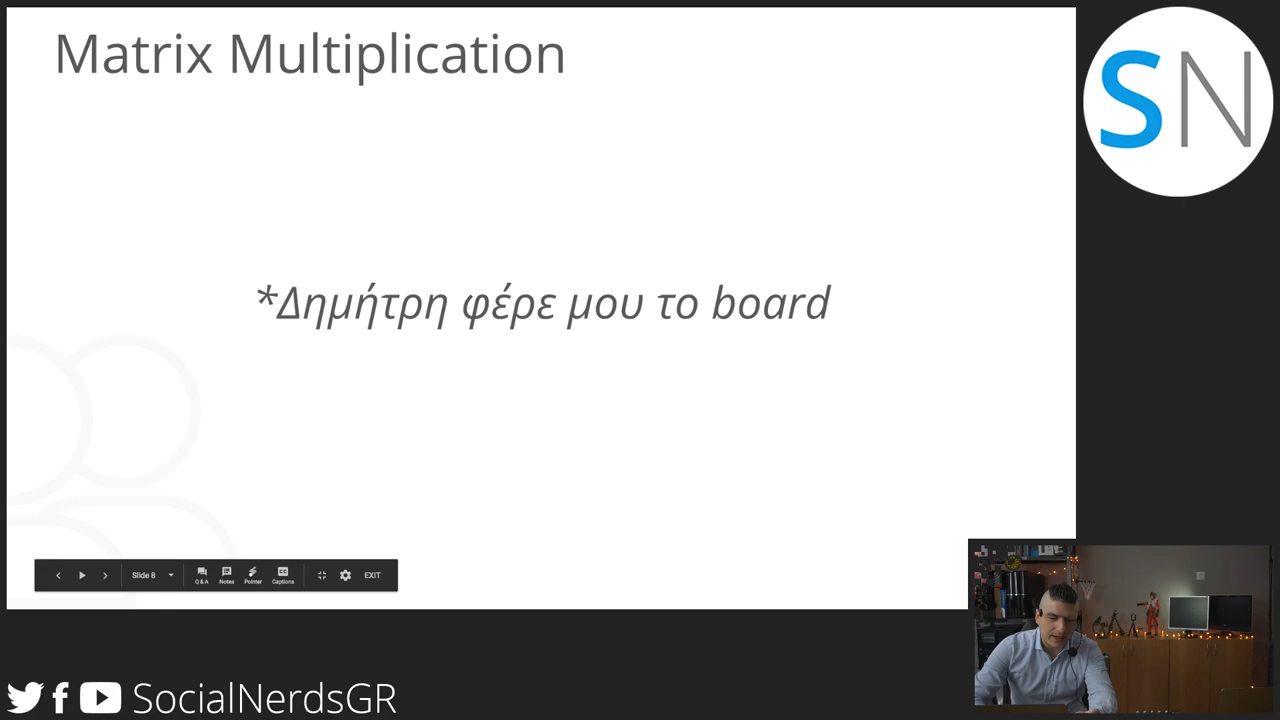 Matrix Multiplication
SN
*Δημήτρη φέρε μου το board
Slide 8
Q & A
Notes
Pointer
Captions
EXIT
SocialNerdsGR